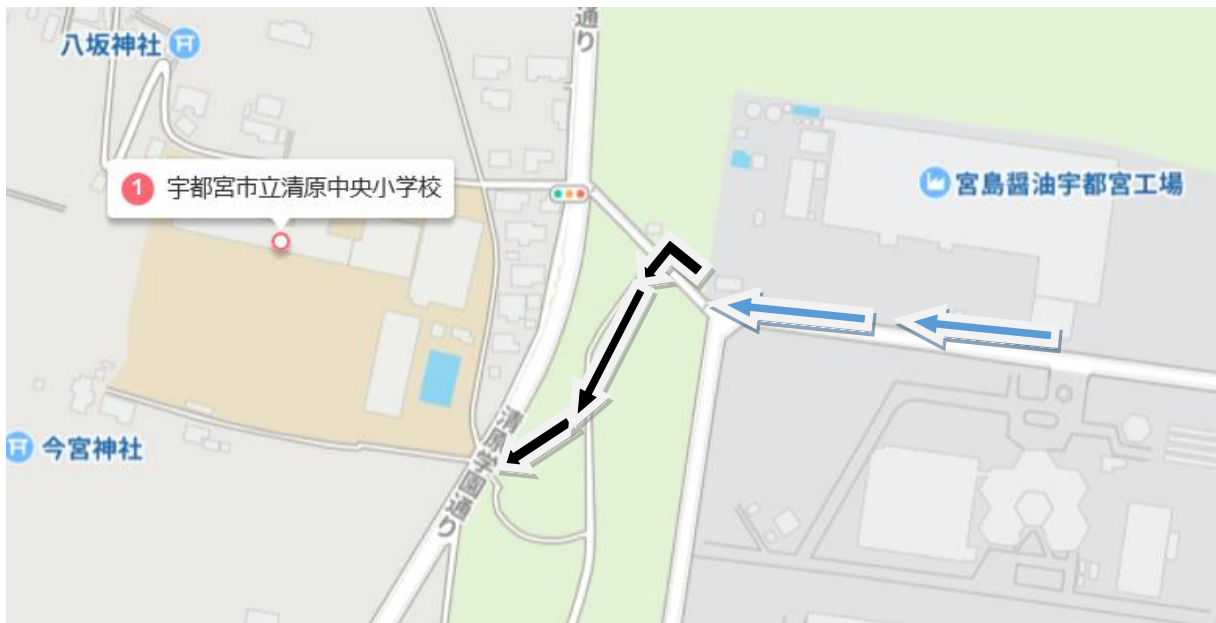 通り
八坂神社
1 宇都宮市立清原中央小学校
宮島醤油宇都宮工場
清原学園通り
今宮神社